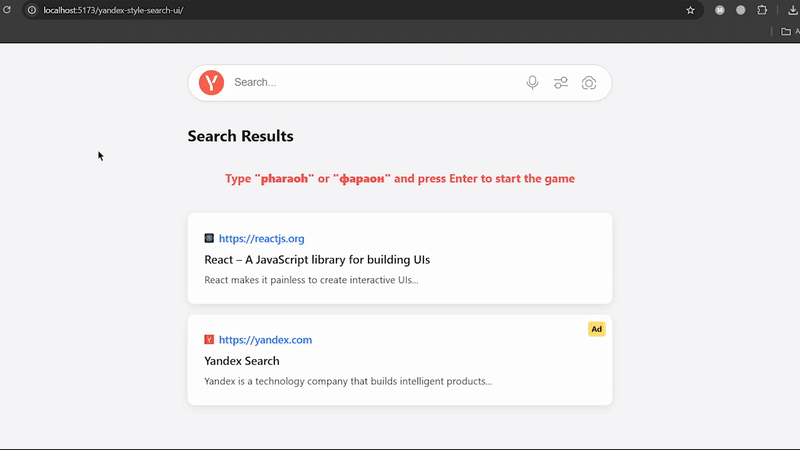 localhost:5173/yandex-style-search-ui/
Search...
Search Results
Type "pharaoh" or "фараон" and press Enter to start the game
https://reactjs.org
React – A JavaScript library for building UIs
React makes it painless to create interactive UIs...
Ad
https://yandex.com
Yandex Search
Yandex is a technology company that builds intelligent products...